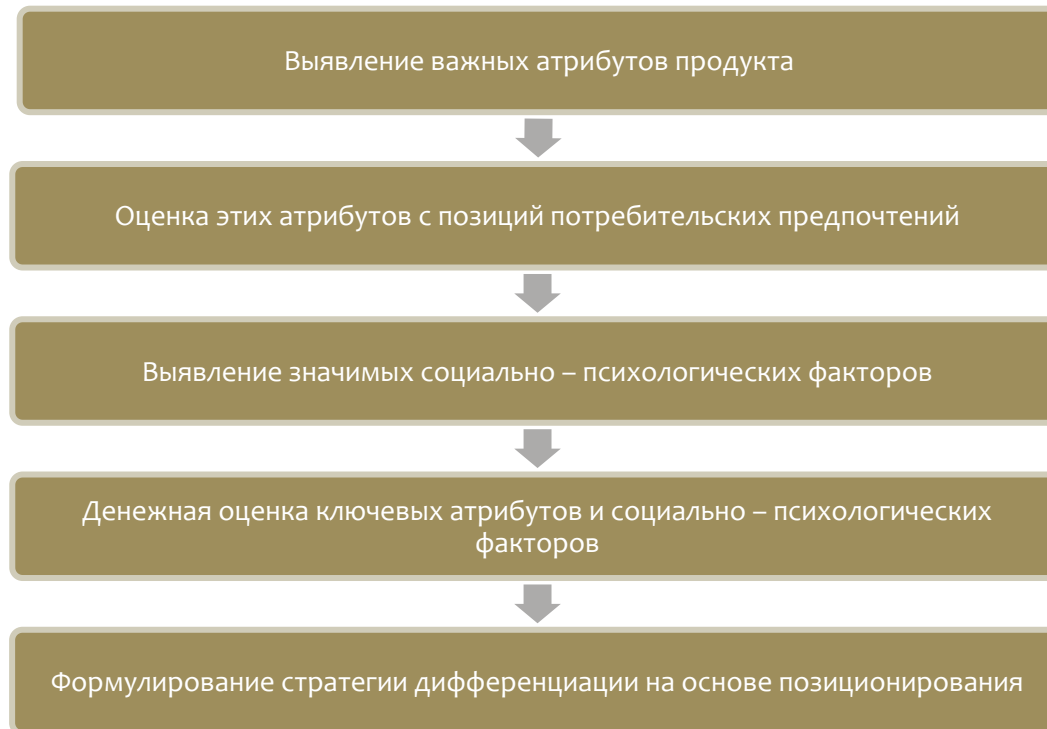 Выявление важных атрибутов продукта
Оценка этих атрибутов с позиций потребительских предпочтений
Выявление значимых социально – психологических факторов
Денежная оценка ключевых атрибутов и социально – психологических
факторов
Формулирование стратегии дифференциации на основе позиционирования